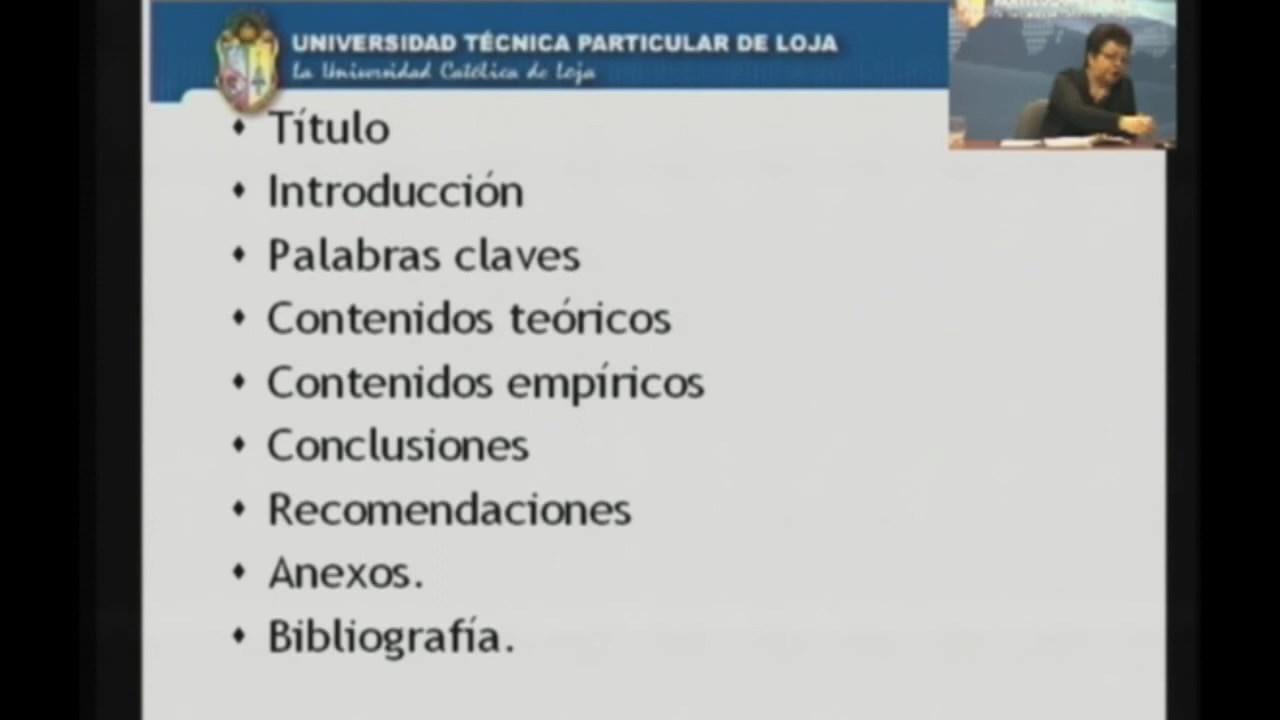 UNIVERSIDAD TÉCNICA PARTICULAR DE LOJA
La Universidad Católica de Loja
• Título
• Introducción
• Palabras claves
• Contenidos teóricos
• Contenidos empíricos
• Conclusiones
• Recomendaciones
• Anexos.
• Bibliografía.